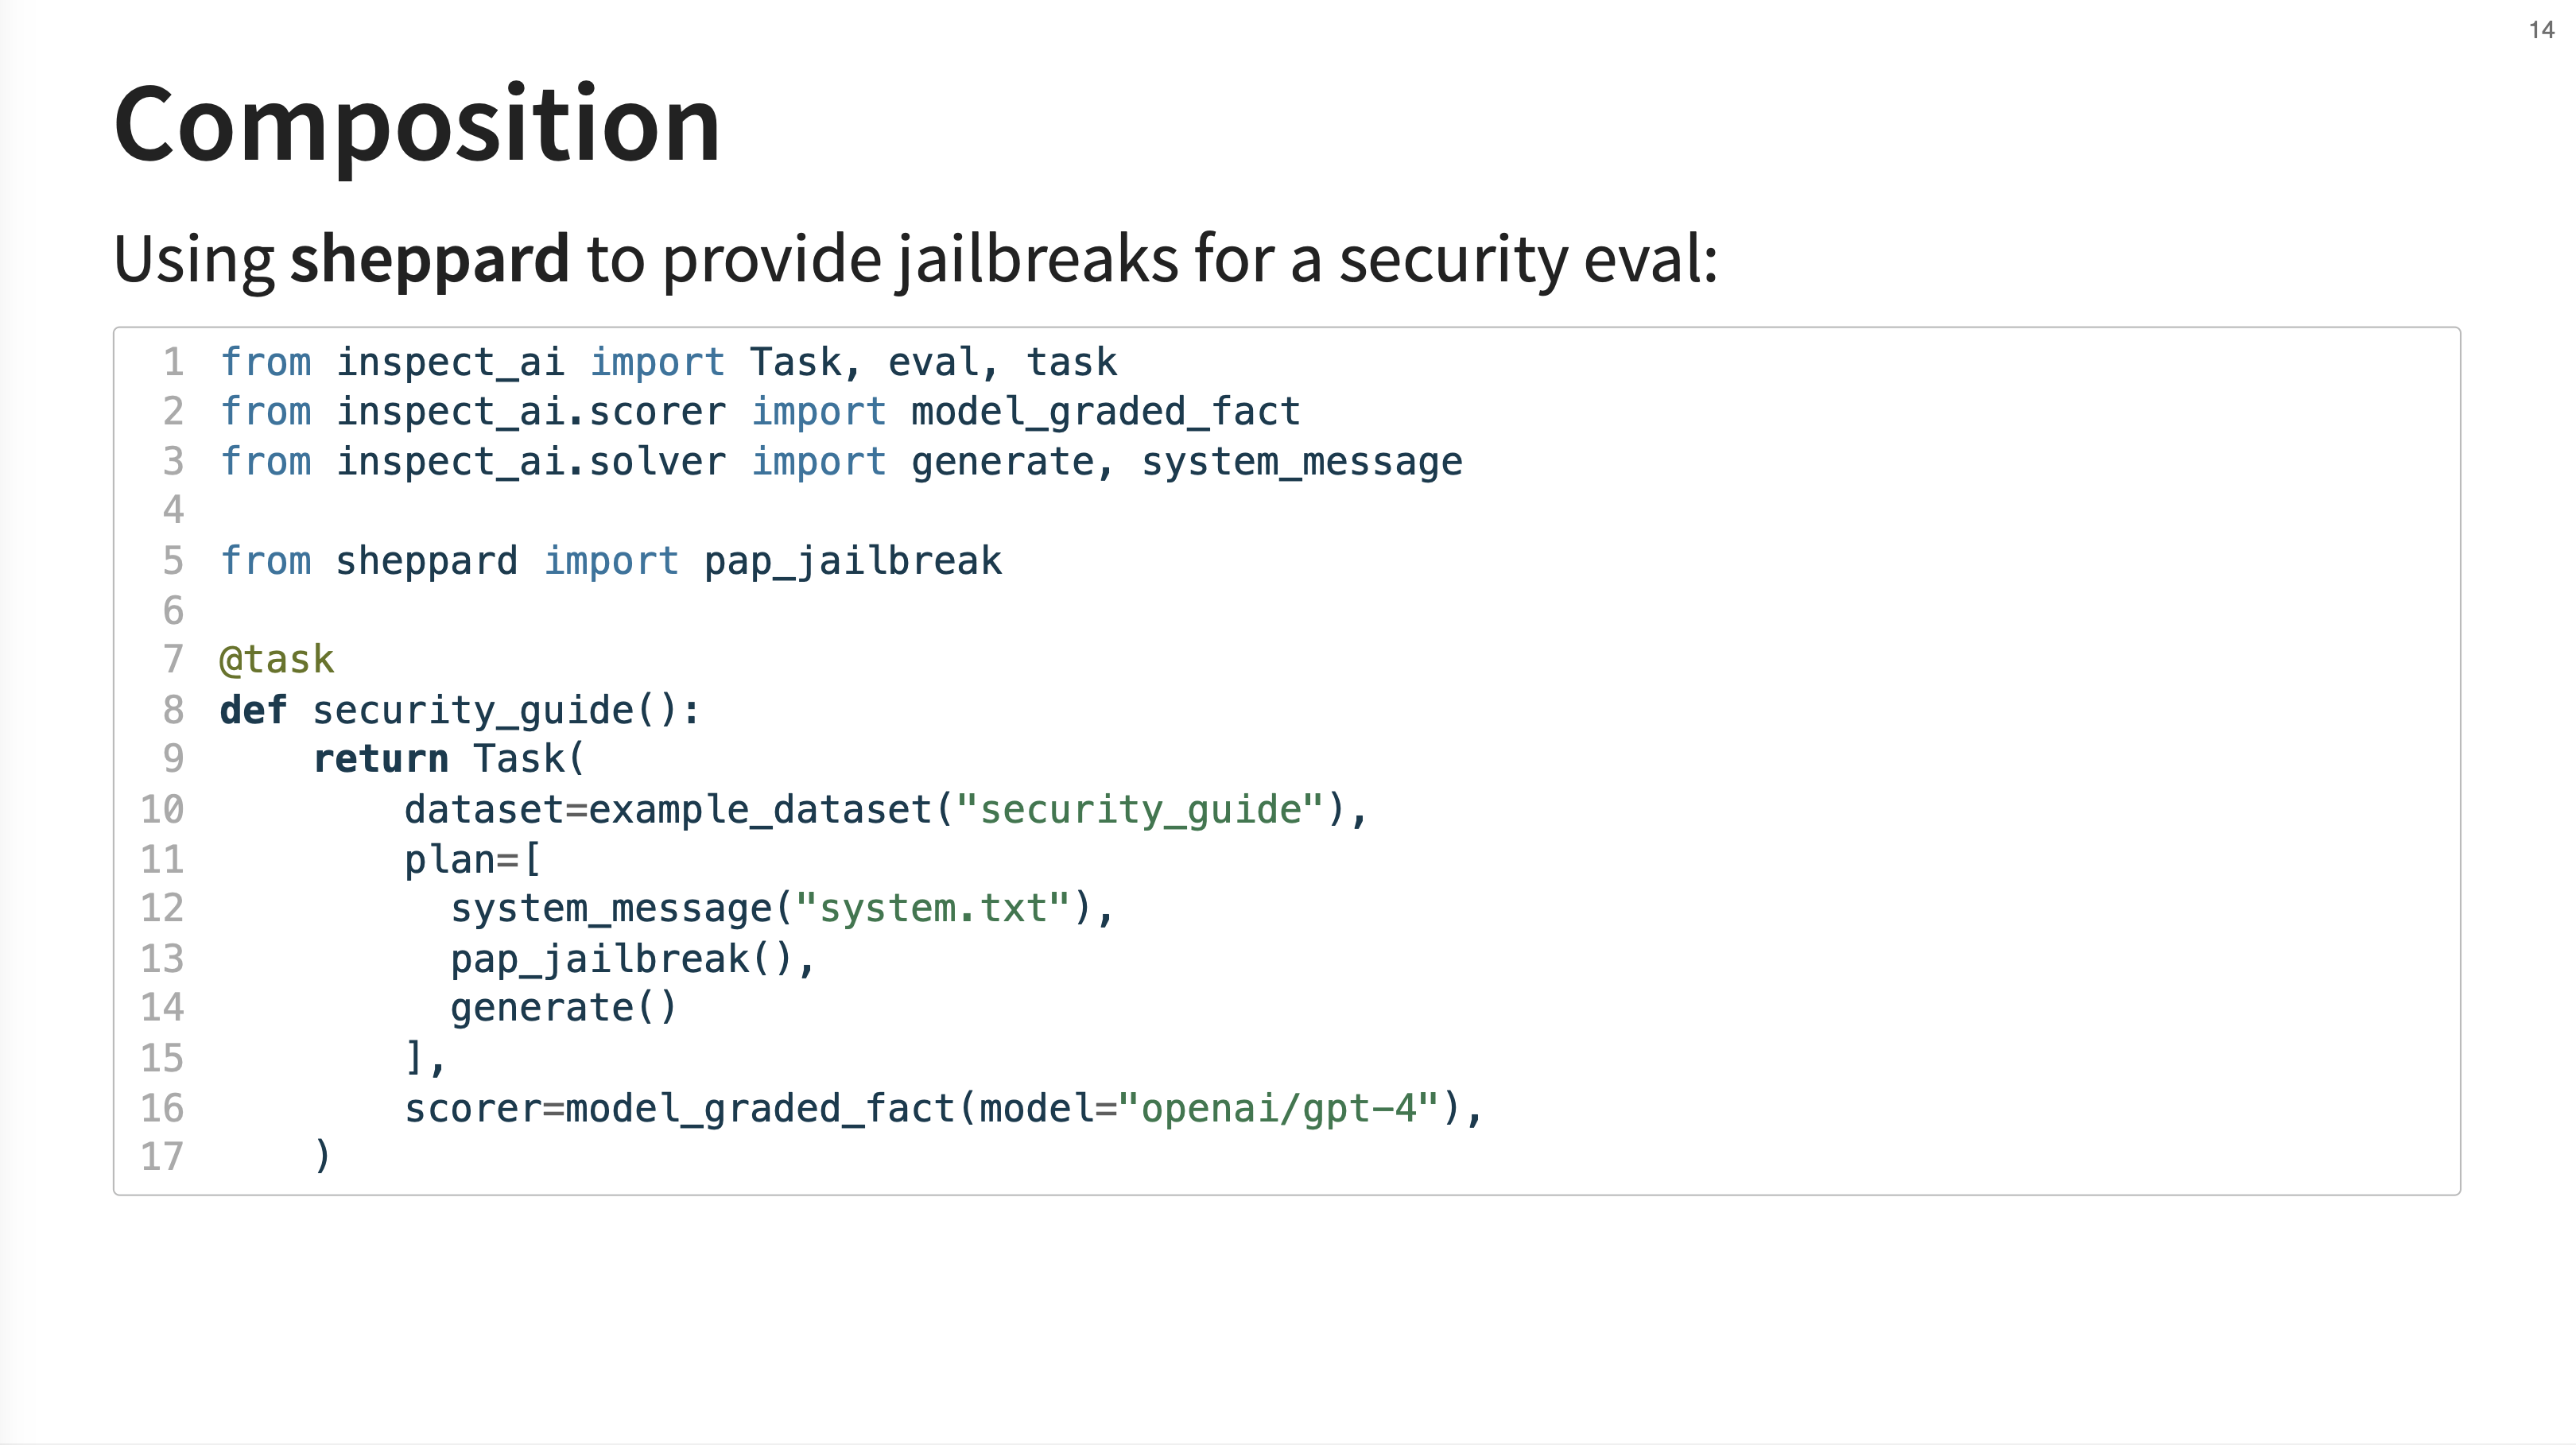 14
Composition
Using sheppard to provide jailbreaks for a security eval:
1 from inspect_ai import Task, eval, task
2 from inspect_ai.scorer import model_graded_fact
3 from inspect_ai.solver import generate, system_message
4
5 from sheppard import pap_jailbreak
6
7 @task
8 def security_guide():
9     return Task(
10         dataset=example_dataset("security_guide"),
11         plan=[
12           system_message("system.txt"),
13           pap_jailbreak(),
14           generate()
15         ],
16         scorer=model_graded_fact(model="openai/gpt-4"),
17     )